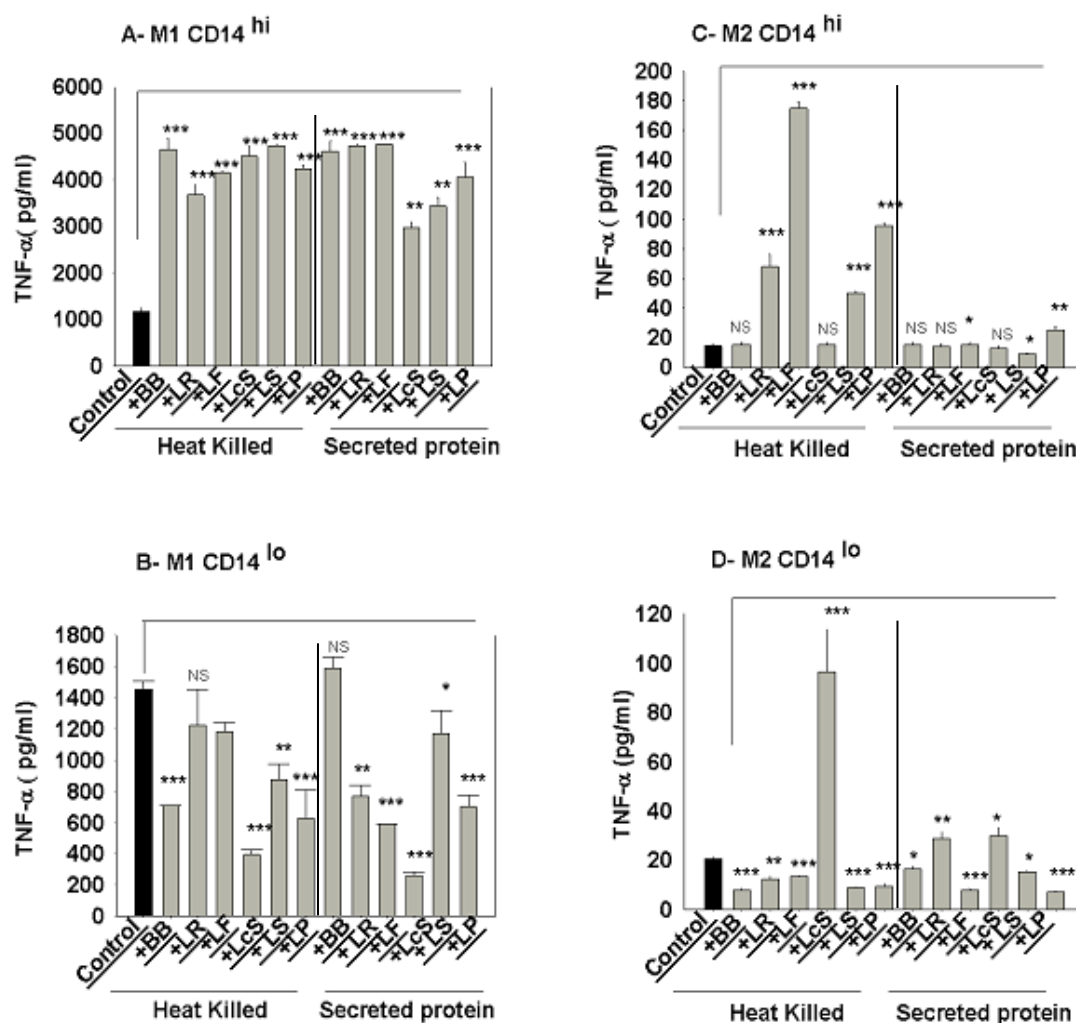 A- M1 CD14 hi
TNF-α( pg/ml)
6000
5000
4000
3000
2000
1000
0
*** *** *** *** *** *** *** *** *** ** ** ***
Control +BB +LR +LF +LcS + LS +LP +BB + LR +LF +LcS + LS +LP
Heat Killed Secreted protein
C- M2 CD14 hi
TNF-α ( pg/ml)
200
180
160
140
120
100
80
60
40
20
0
NS *** *** NS *** *** NS NS * NS * **
Control +BB +LR +LF +LcS +LS +LP +BB + LR +LF +LcS + LS +LP
Heat Killed Secreted protein
B- M1 CD14 lo
TNF-α ( pg/ml)
1800
1600
1400
1200
1000
800
600
400
200
0
*** NS *** ** *** NS ** *** *** * ***
Control +BB +LR +LF +LcS +LS +LP +BB +LR +LF +LcS +LS +LP
Heat Killed Secreted protein
D- M2 CD14 lo
TNF-α (pg/ml)
120
100
80
60
40
20
0
*** ** *** *** *** *** * ** *** * * ***
Control +BB +LR +LF +LcS +LS +LP +BB +LR +LF +LcS +LS +LP
Heat Killed Secreted protein